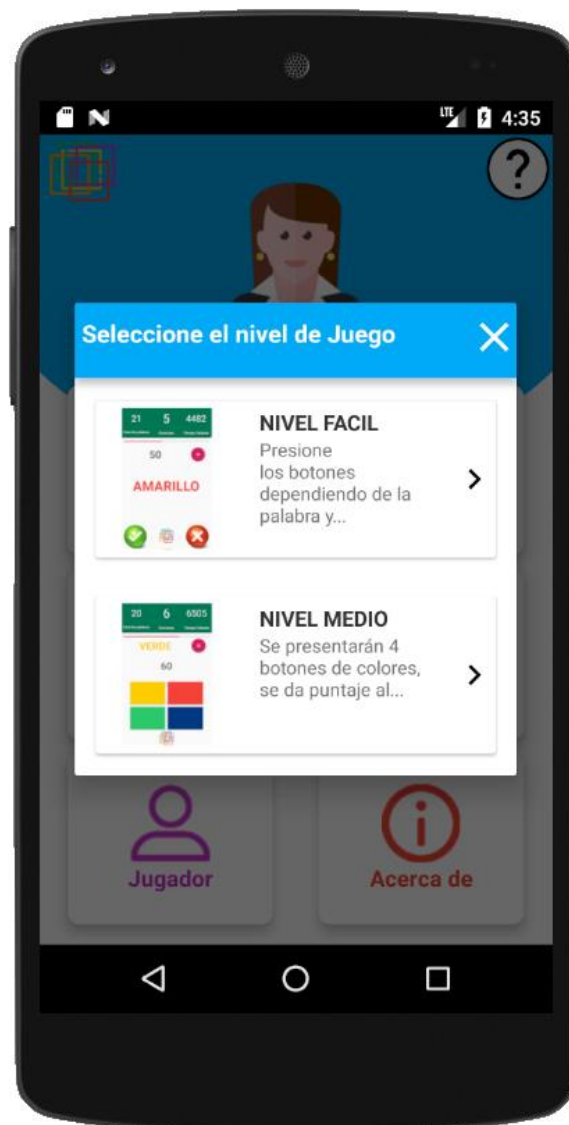 LTE 4:35
?
Seleccione el nivel de Juego
21 5 4482
50
AMARILLO
NIVEL FACIL
Presione
los botones
dependiendo de la
palabra y...
20 6 6505
VERDE
60
NIVEL MEDIO
Se presentarán 4
botones de colores,
se da puntaje al...
Jugador
Acerca de